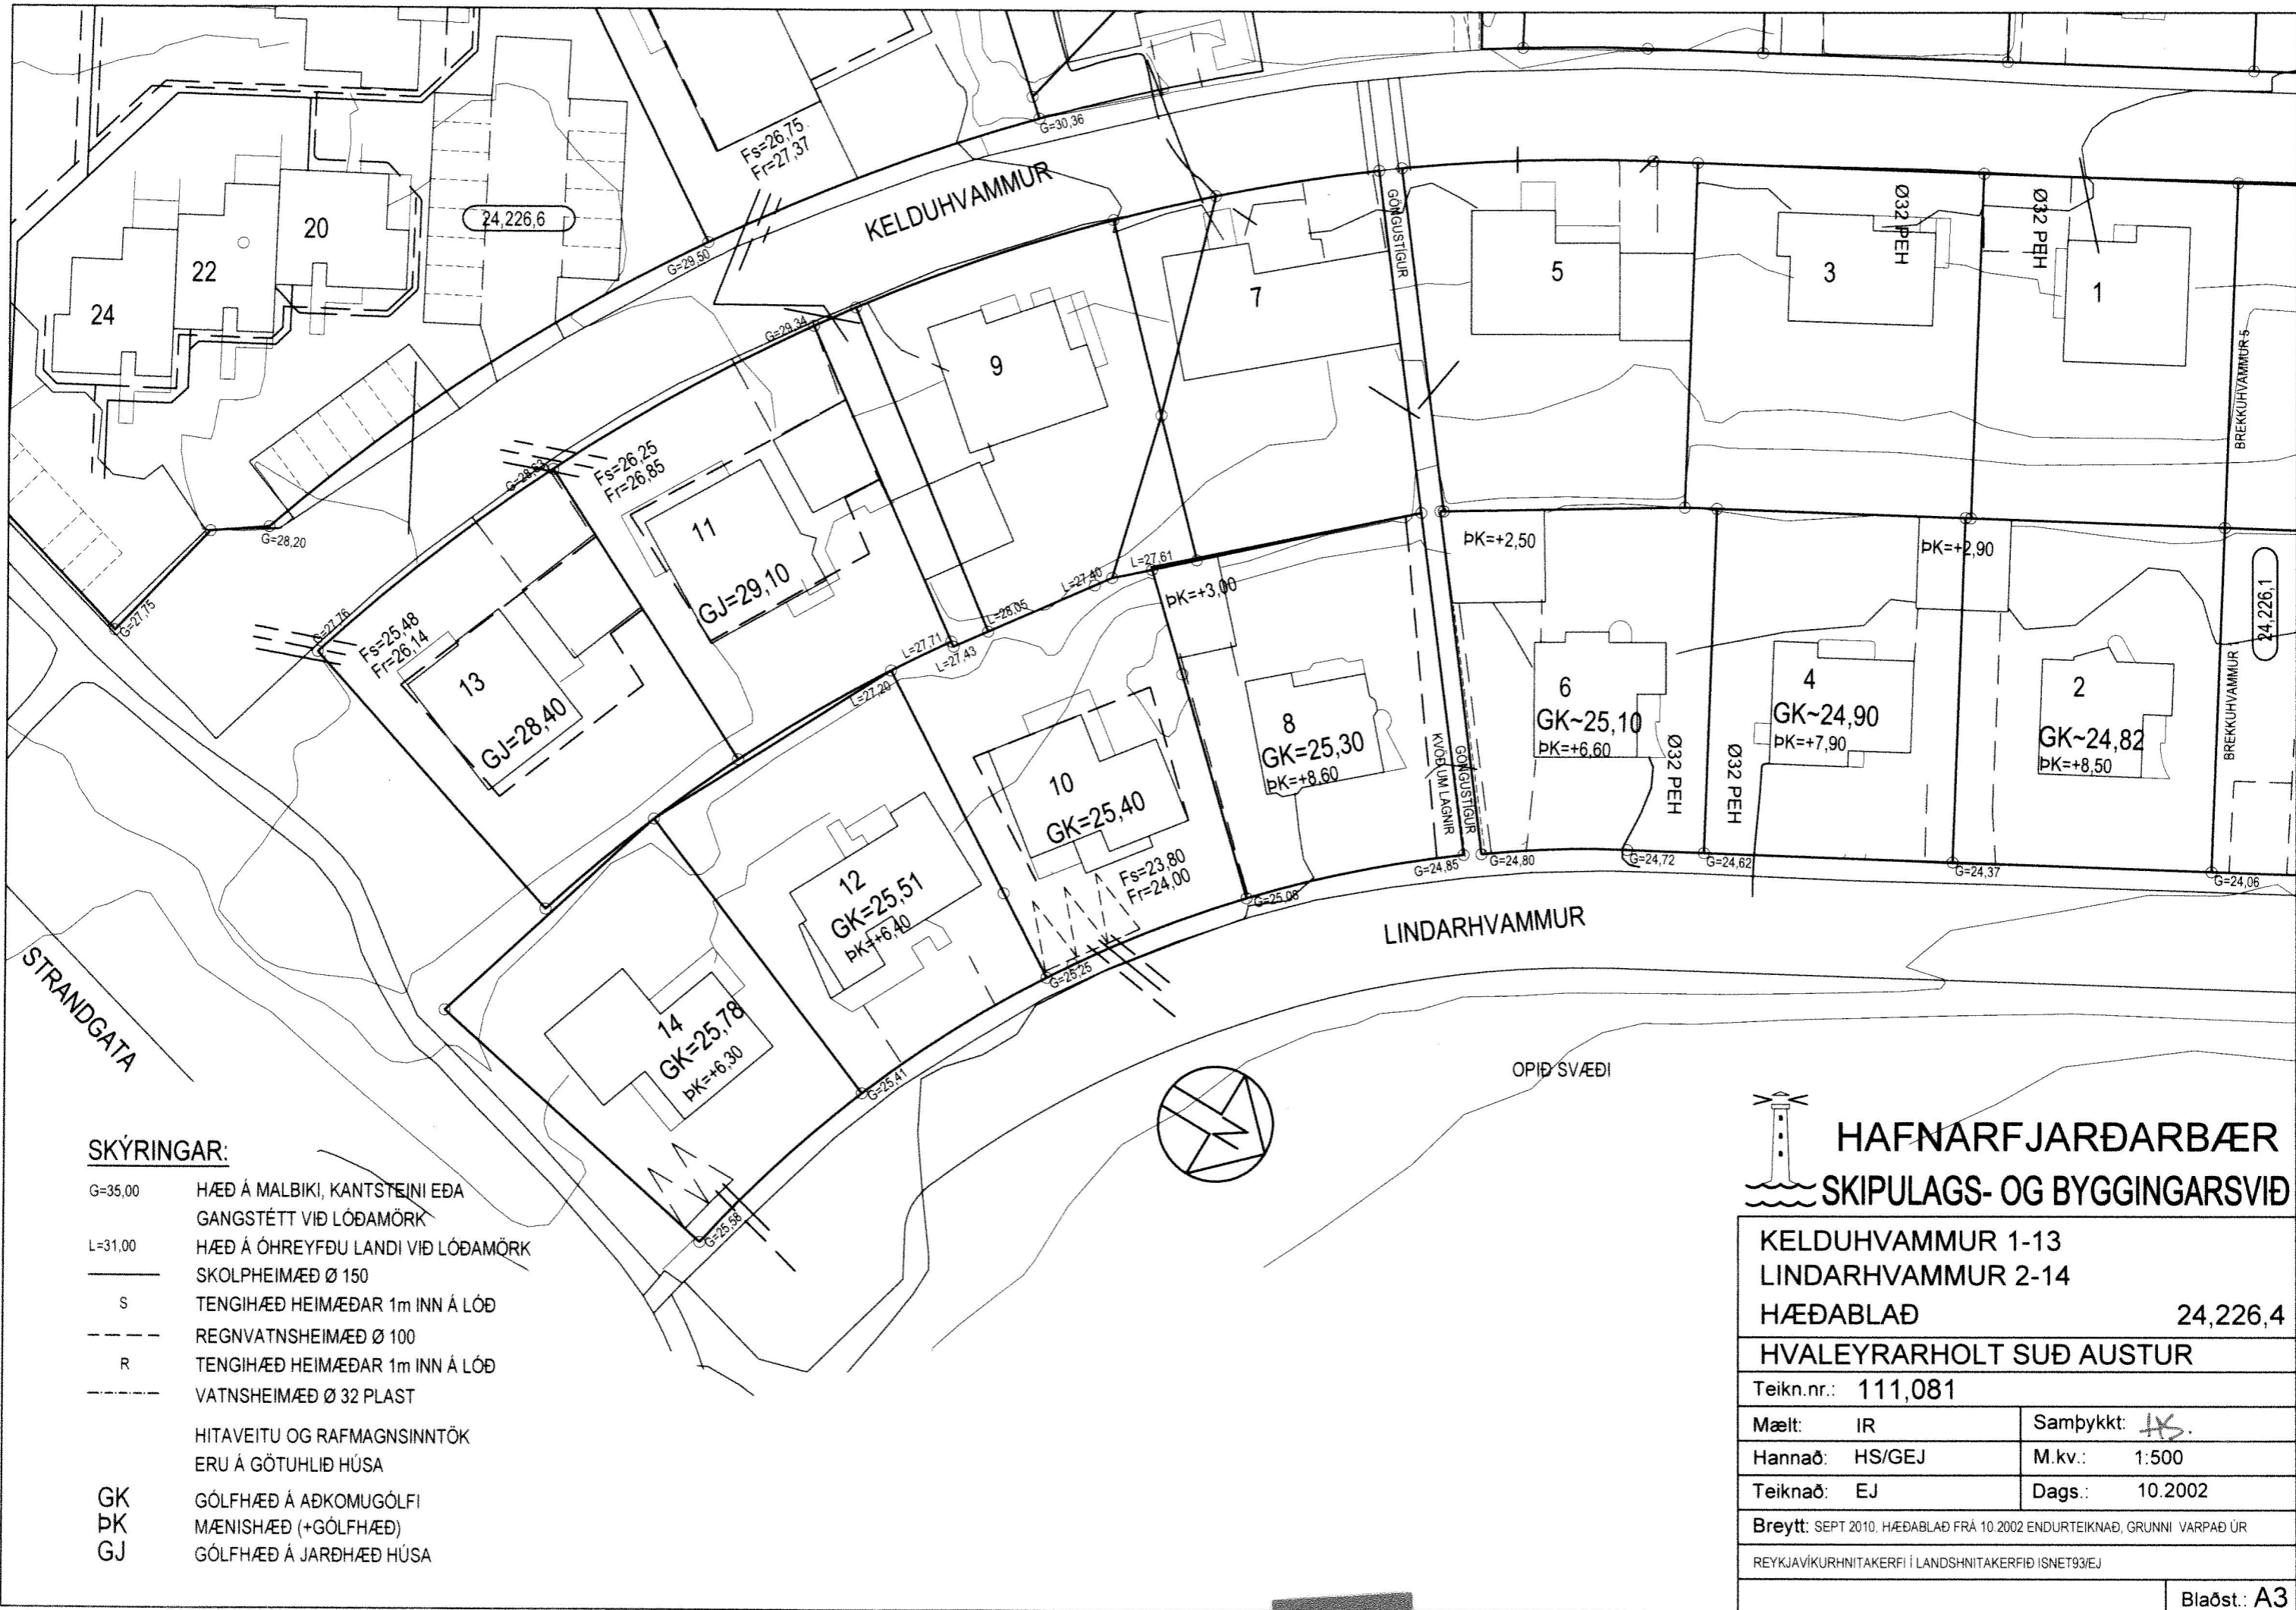 Fs=26,75
Fr=27,37
G=30,36
KELDUHVAMMUR
G=29,50
24,226,6
20
22
24
G=29,34
9
7
GÖNGUSTÍGUR
5
3
1
Ø32 PEH
Ø32 PEH
BREKKUHVAMMUR 5
G=28,20
G=27,75
Fs=26,25
Fr=26,85
11
GJ=29,10
G=27,76
Fs=25,48
Fr=26,14
13
GJ=28,40
L=27,71
L=27,43
L=28,05
L=27,40
L=27,61
L=27,20
ÞK=+3,00
ÞK=+2,50
ÞK=+2,90
24,226,1
BREKKUHVAMMUR
8
GK=25,30
ÞK=+8,60
KVÖÐ UM LAGNIR
GÖNGUSTÍGUR
6
GK~25,10
ÞK=+6,60
Ø32 PEH
Ø32 PEH
4
GK~24,90
ÞK=+7,90
2
GK~24,82
ÞK=+8,50
10
GK=25,40
Fs=23,80
Fr=24,00
12
GK=25,51
ÞK=+6,40
14
GK=25,78
ÞK=+6,30
G=25,58
G=25,41
G=25,25
G=25,08
G=24,85
G=24,80
G=24,72
G=24,62
G=24,37
G=24,06
LINDARHVAMMUR
STRANDGATA
OPIÐ SVÆÐI
SKÝRINGAR:
G=35,00 HÆÐ Á MALBIKI, KANTSTEINI EÐA
GANGSTÉTT VIÐ LÓÐAMÖRK
L=31,00 HÆÐ Á ÓHREYFÐU LANDI VIÐ LÓÐAMÖRK
SKOLPHEIMÆÐ Ø 150
S TENGIHÆÐ HEIMÆÐAR 1m INN Á LÓÐ
REGNVATNSHEIMÆÐ Ø 100
R TENGIHÆÐ HEIMÆÐAR 1m INN Á LÓÐ
VATNSHEIMÆÐ Ø 32 PLAST
HITAVEITU OG RAFMAGNSINNTÖK
ERU Á GÖTUHLIÐ HÚSA
GK GÓLFHÆÐ Á AÐKOMUGÓLFI
ÞK MÆNISHÆÐ (+GÓLFHÆÐ)
GJ GÓLFHÆÐ Á JARÐHÆÐ HÚSA
HAFNARFJARÐARBÆR
SKIPULAGS- OG BYGGINGARSVIÐ
KELDUHVAMMUR 1-13
LINDARHVAMMUR 2-14
HÆÐABLAÐ 24,226,4
HVALEYRARHOLT SUÐ AUSTUR
Teikn.nr.: 111,081
Mælt: IR Samþykkt: HS.
Hannað: HS/GEJ M.kv.: 1:500
Teiknað: EJ Dags.: 10.2002
Breytt: SEPT 2010, HÆÐABLAÐ FRÁ 10.2002 ENDURTEIKNAÐ, GRUNNI VARPAÐ ÚR
REYKJAVÍKURHNITAKERFI Í LANDSHNITAKERFIÐ ISNET93/EJ
Blaðst.: A3